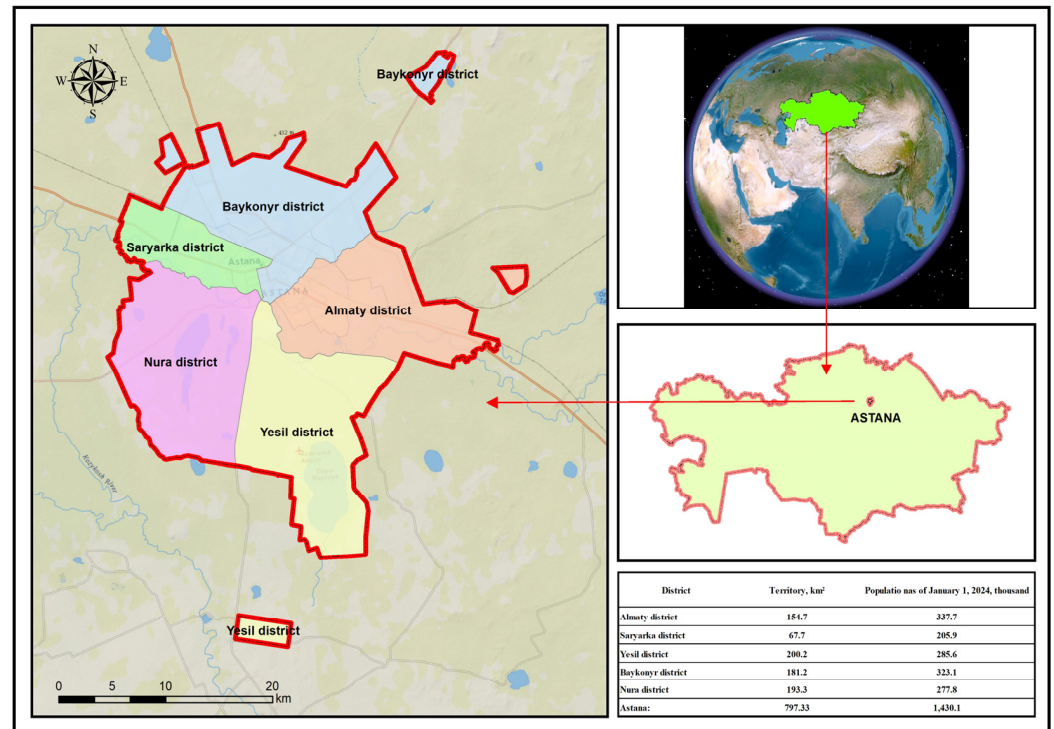 N
W
E
S
Baykonyr district
432 m
Baykonyr district
Saryarka district
Astana
ASTANA
Almaty district
Nura district
Yesil district
Kozykosh River
Yesil district
0 5 10 20
km
ASTANA
District Territory, km² Populatio nas of January 1, 2024, thousand
Almaty district 154.7 337.7
Saryarka district 67.7 205.9
Yesil district 200.2 285.6
Baykonyr district 181.2 323.1
Nura district 193.3 277.8
Astana: 797.33 1,430.1